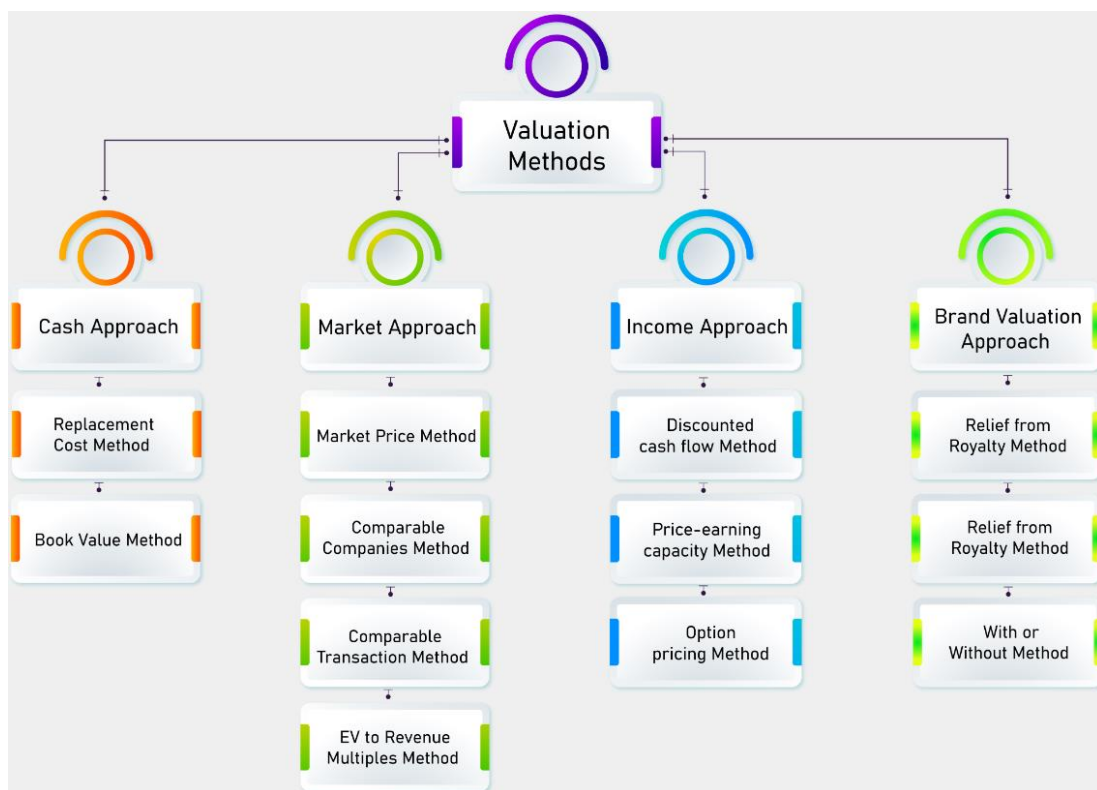 Valuation
Methods
Cash Approach
Replacement
Cost Method
Book Value Method
Market Approach
Market Price Method
Comparable
Companies Method
Comparable
Transaction Method
EV to Revenue
Multiples Method
Income Approach
Discounted
cash flow Method
Price-earning
capacity Method
Option
pricing Method
Brand Valuation
Approach
Relief from
Royalty Method
Relief from
Royalty Method
With or
Without Method